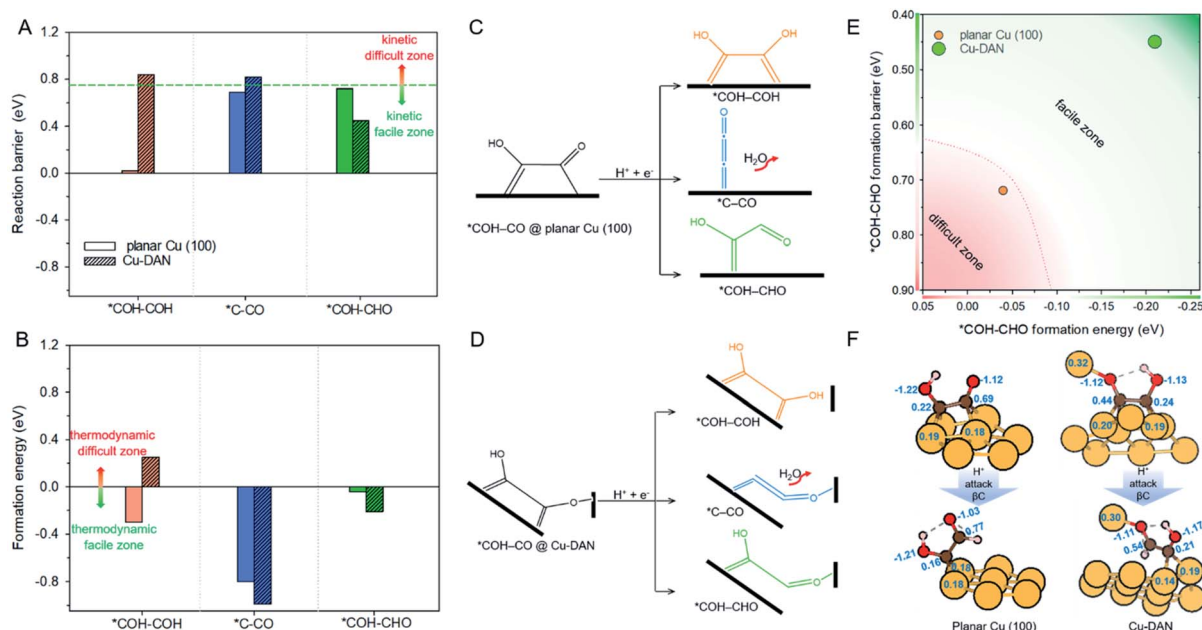 A
1.2
0.8
0.4
0.0
-0.4
-0.8
Reaction barrier (eV)
kinetic
difficult zone
kinetic
facile zone
planar Cu (100)
Cu-DAN
*COH-COH
*C-CO
*COH-CHO
B
1.2
0.8
0.4
0.0
-0.4
-0.8
Formation energy (eV)
thermodynamic
difficult zone
thermodynamic
facile zone
*COH-COH
*C-CO
*COH-CHO
C
HO
O
*COH–CO @ planar Cu (100)
H⁺ + e⁻
HO
OH
*COH–COH
O
H₂O
*C–CO
HO
O
*COH–CHO
D
HO
O
*COH–CO @ Cu-DAN
H⁺ + e⁻
HO
OH
*COH–COH
H₂O
O
*C–CO
HO
O
*COH–CHO
E
0.40
0.50
0.60
0.70
0.80
0.90
*COH-CHO formation barrier (eV)
planar Cu (100)
Cu-DAN
facile zone
difficult zone
0.05
0.00
-0.05
-0.10
-0.15
-0.20
-0.25
*COH-CHO formation energy (eV)
F
-1.22
-1.12
0.22
0.69
0.19
0.18
H⁺
attack
βC
-1.03
0.77
-1.21
0.16
0.18
0.18
Planar Cu (100)
0.32
-1.12
-1.13
0.44
0.24
0.20
0.19
H⁺
attack
βC
0.30
-1.11
-1.17
0.54
0.21
0.19
0.14
Cu-DAN